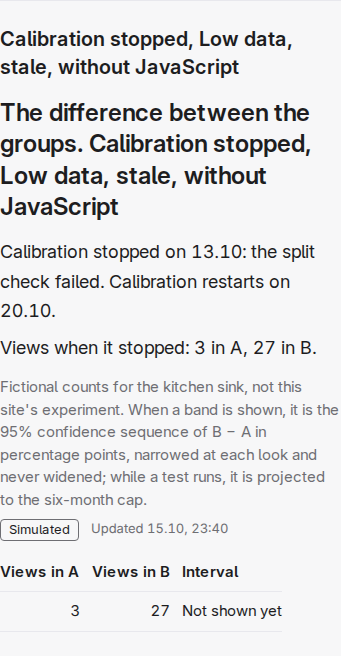 Calibration stopped, Low data,
stale, without JavaScript
The difference between the
groups. Calibration stopped,
Low data, stale, without
JavaScript
Calibration stopped on 13.10: the split
check failed. Calibration restarts on
20.10.
Views when it stopped: 3 in A, 27 in B.
Fictional counts for the kitchen sink, not this
site's experiment. When a band is shown, it is the
95% confidence sequence of B − A in
percentage points, narrowed at each look and
never widened; while a test runs, it is projected
to the six-month cap.
Simulated Updated 15.10, 23:40
Views in A Views in B Interval
3 27 Not shown yet